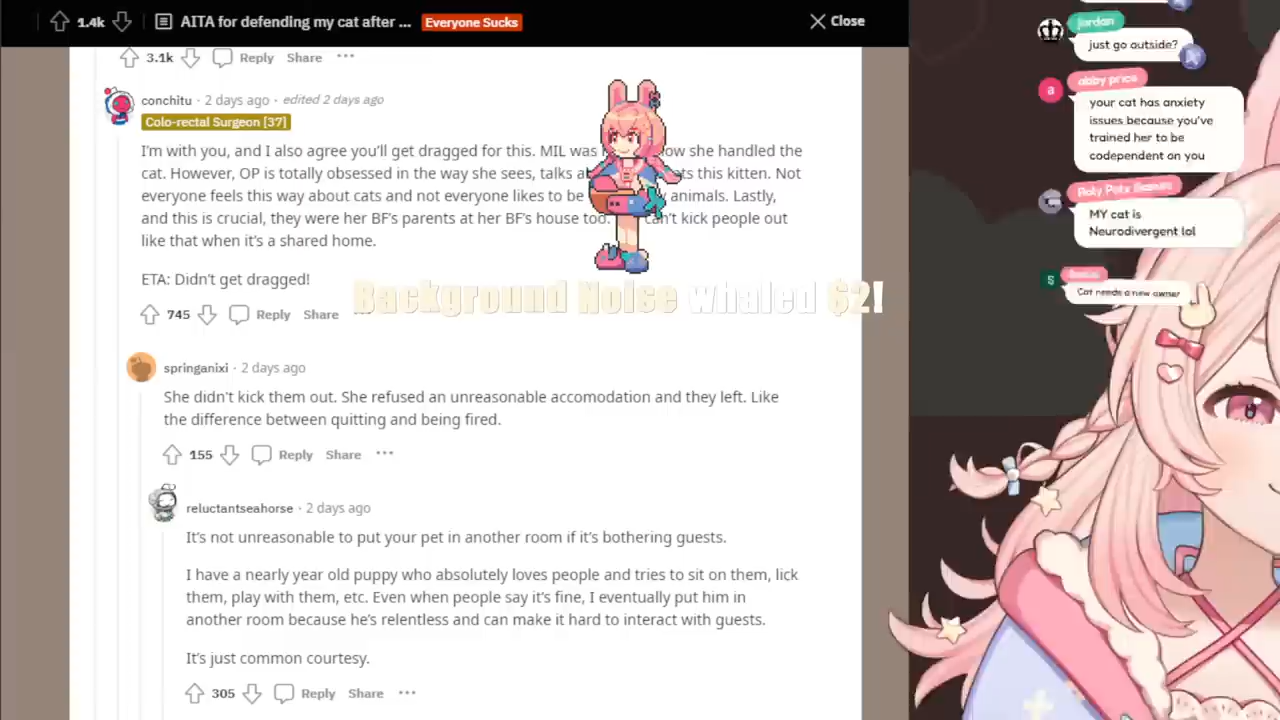 1.4k
AITA for defending my cat after ...
Everyone Sucks
Close
3.1k
Reply
Share
conchitu · 2 days ago · edited 2 days ago
Colo-rectal Surgeon [37]
I'm with you, and I also agree you'll get dragged for this. MIL was how she handled the
cat. However, OP is totally obsessed in the way she sees, talks this kitten. Not
everyone feels this way about cats and not everyone likes to be animals. Lastly,
and this is crucial, they were her BF's parents at her BF's house too. can't kick people out
like that when it's a shared home.
ETA: Didn't get dragged!
745
Reply
Share
Background Noise whaled $2!
springanixi · 2 days ago
She didn't kick them out. She refused an unreasonable accomodation and they left. Like
the difference between quitting and being fired.
155
Reply
Share
reluctantseahorse · 2 days ago
It's not unreasonable to put your pet in another room if it's bothering guests.
I have a nearly year old puppy who absolutely loves people and tries to sit on them, lick
them, play with them, etc. Even when people say it's fine, I eventually put him in
another room because he's relentless and can make it hard to interact with guests.
It's just common courtesy.
305
Reply
Share
jordan
just go outside?
a
abby price
your cat has anxiety
issues because you've
trained her to be
codependent on you
MY cat is
Neurodivergent lol
S
Cat needs a new owner